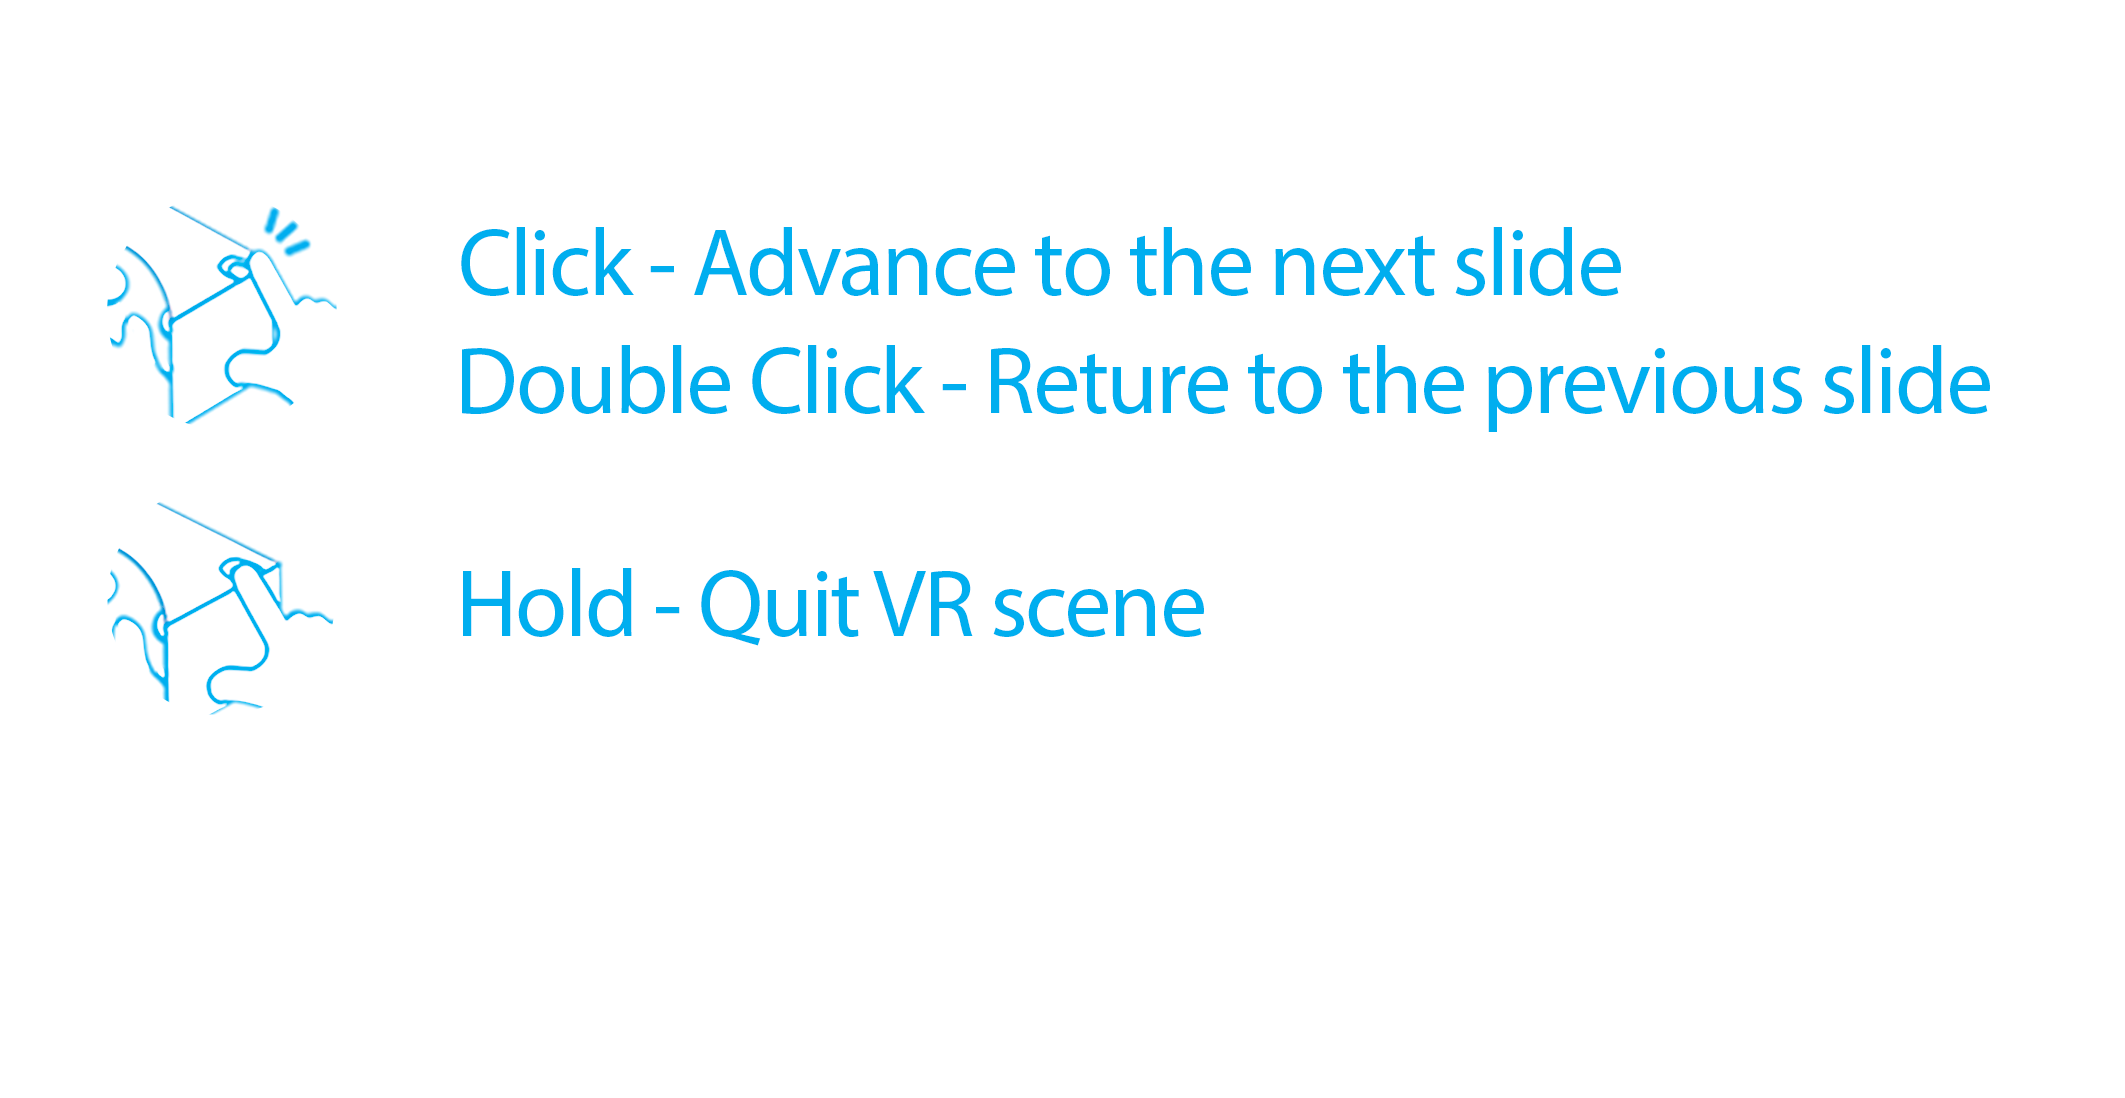 Click - Advance to the next slide
Double Click - Reture to the previous slide
Hold - Quit VR scene